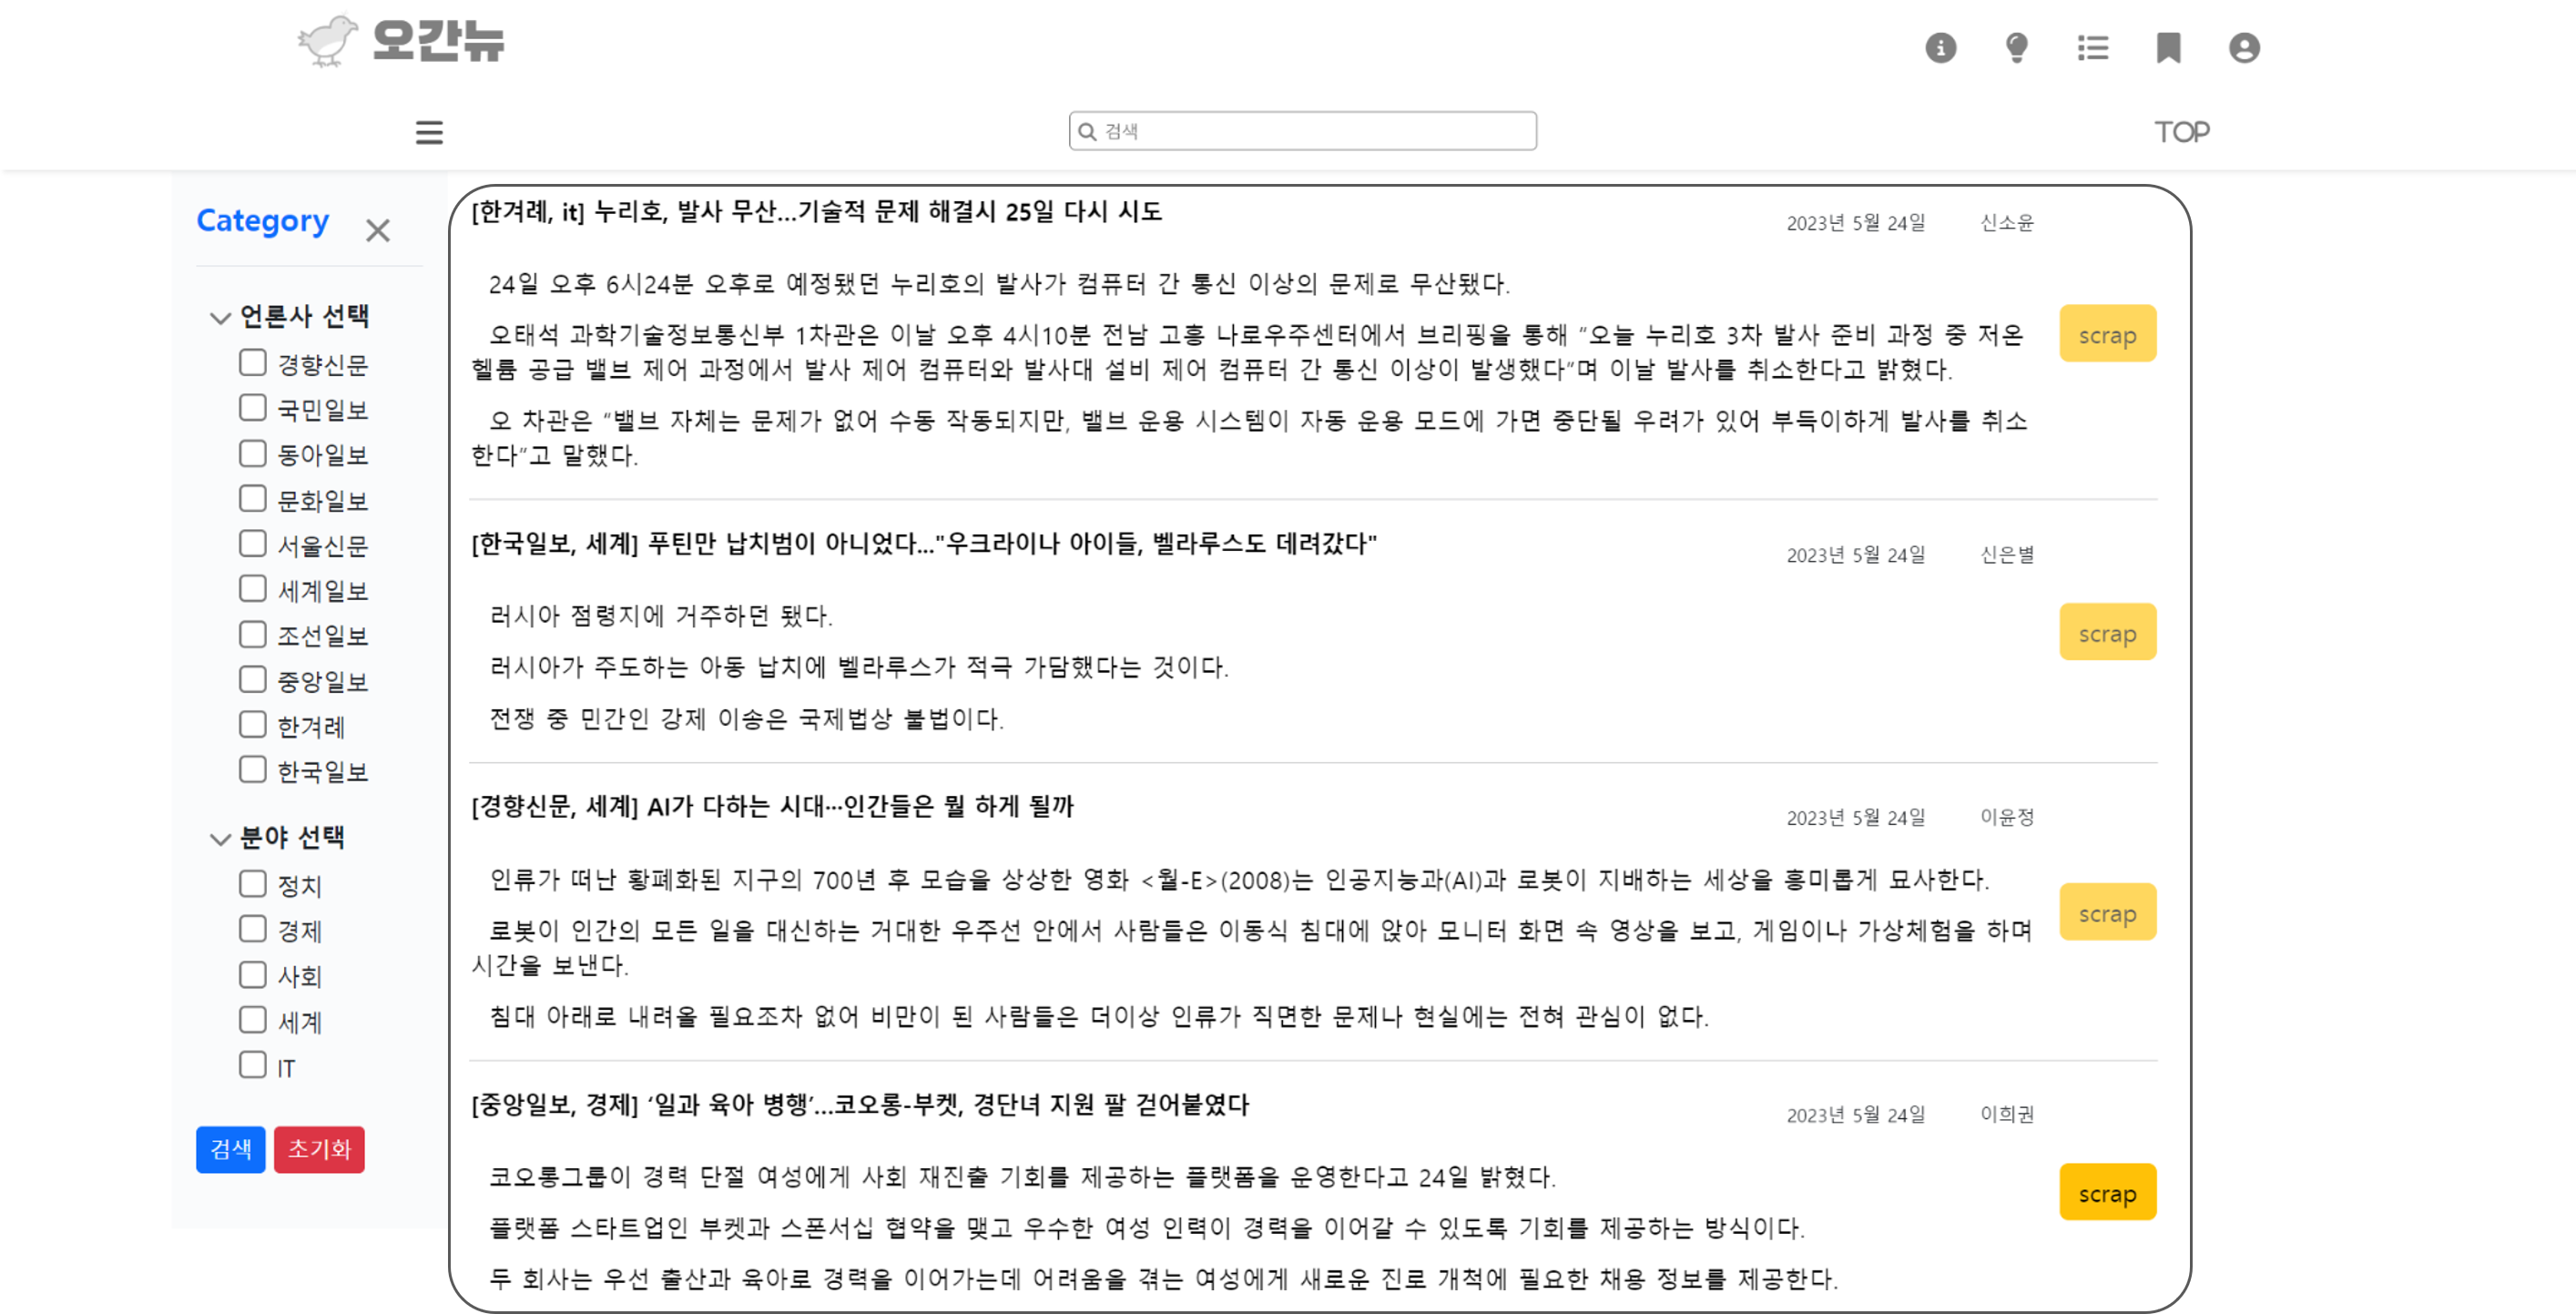 오간뉴
검색
TOP
Category
언론사 선택
경향신문
국민일보
동아일보
문화일보
서울신문
세계일보
조선일보
중앙일보
한겨레
한국일보
분야 선택
정치
경제
사회
세계
IT
검색 초기화
[한겨레, it] 누리호, 발사 무산...기술적 문제 해결시 25일 다시 시도
2023년 5월 24일 신소윤
24일 오후 6시24분 오후로 예정됐던 누리호의 발사가 컴퓨터 간 통신 이상의 문제로 무산됐다.
오태석 과학기술정보통신부 1차관은 이날 오후 4시10분 전남 고흥 나로우주센터에서 브리핑을 통해 “오늘 누리호 3차 발사 준비 과정 중 저온
헬륨 공급 밸브 제어 과정에서 발사 제어 컴퓨터와 발사대 설비 제어 컴퓨터 간 통신 이상이 발생했다”며 이날 발사를 취소한다고 밝혔다.
오 차관은 “밸브 자체는 문제가 없어 수동 작동되지만, 밸브 운용 시스템이 자동 운용 모드에 가면 중단될 우려가 있어 부득이하게 발사를 취소
한다”고 말했다.
scrap
[한국일보, 세계] 푸틴만 납치범이 아니었다..."우크라이나 아이들, 벨라루스도 데려갔다"
2023년 5월 24일 신은별
러시아 점령지에 거주하던 됐다.
러시아가 주도하는 아동 납치에 벨라루스가 적극 가담했다는 것이다.
전쟁 중 민간인 강제 이송은 국제법상 불법이다.
scrap
[경향신문, 세계] AI가 다하는 시대···인간들은 뭘 하게 될까
2023년 5월 24일 이윤정
인류가 떠난 황폐화된 지구의 700년 후 모습을 상상한 영화 <월-E>(2008)는 인공지능과(AI)과 로봇이 지배하는 세상을 흥미롭게 묘사한다.
로봇이 인간의 모든 일을 대신하는 거대한 우주선 안에서 사람들은 이동식 침대에 앉아 모니터 화면 속 영상을 보고, 게임이나 가상체험을 하며
시간을 보낸다.
침대 아래로 내려올 필요조차 없어 비만이 된 사람들은 더이상 인류가 직면한 문제나 현실에는 전혀 관심이 없다.
scrap
[중앙일보, 경제] ‘일과 육아 병행’...코오롱-부켓, 경단녀 지원 팔 걷어붙였다
2023년 5월 24일 이희권
코오롱그룹이 경력 단절 여성에게 사회 재진출 기회를 제공하는 플랫폼을 운영한다고 24일 밝혔다.
플랫폼 스타트업인 부켓과 스폰서십 협약을 맺고 우수한 여성 인력이 경력을 이어갈 수 있도록 기회를 제공하는 방식이다.
두 회사는 우선 출산과 육아로 경력을 이어가는데 어려움을 겪는 여성에게 새로운 진로 개척에 필요한 채용 정보를 제공한다.
scrap